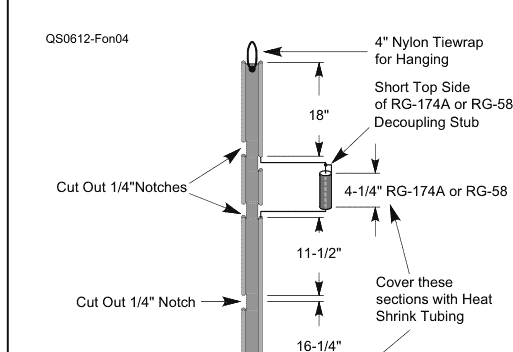 QS0612-Fon04
4" Nylon Tiewrap
for Hanging
Short Top Side
of RG-174A or RG-58
Decoupling Stub
18"
Cut Out 1/4"Notches
4-1/4" RG-174A or RG-58
11-1/2"
Cover these
sections with Heat
Shrink Tubing
Cut Out 1/4" Notch
16-1/4"